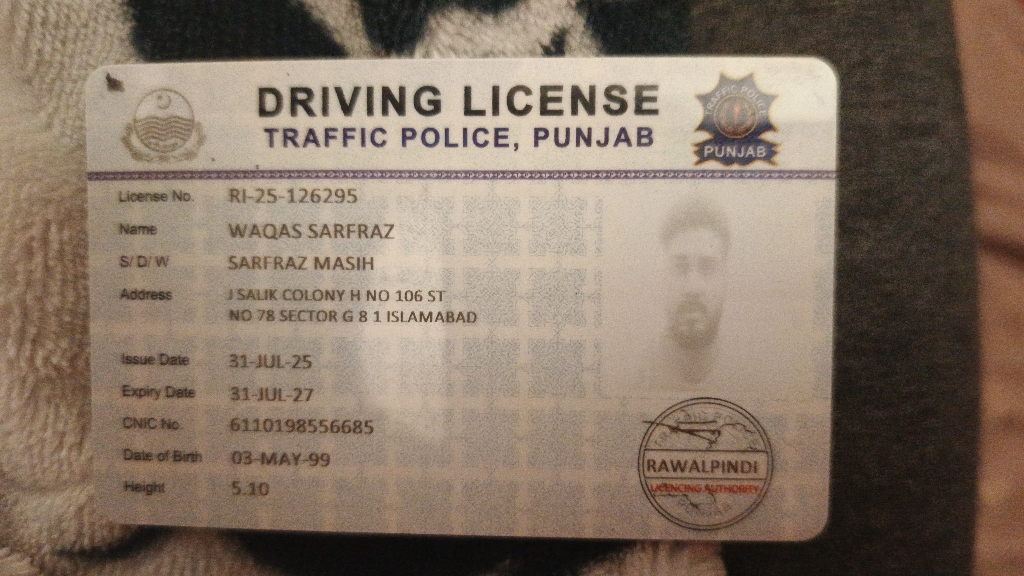 DRIVING LICENSE
TRAFFIC POLICE, PUNJAB
TRAFFIC POLICE
PUNJAB
License No. RI-25-126295
Name WAQAS SARFRAZ
S/ D/ W SARFRAZ MASIH
Address J SALIK COLONY H NO 106 ST
NO 78 SECTOR G 8 1 ISLAMABAD
Issue Date 31-JUL-25
Expiry Date 31-JUL-27
CNIC No. 6110198556685
Date of Birth 03-MAY-99
Height 5.10
RAWALPINDI
LICENCING AUTHORITY
PUNJAB